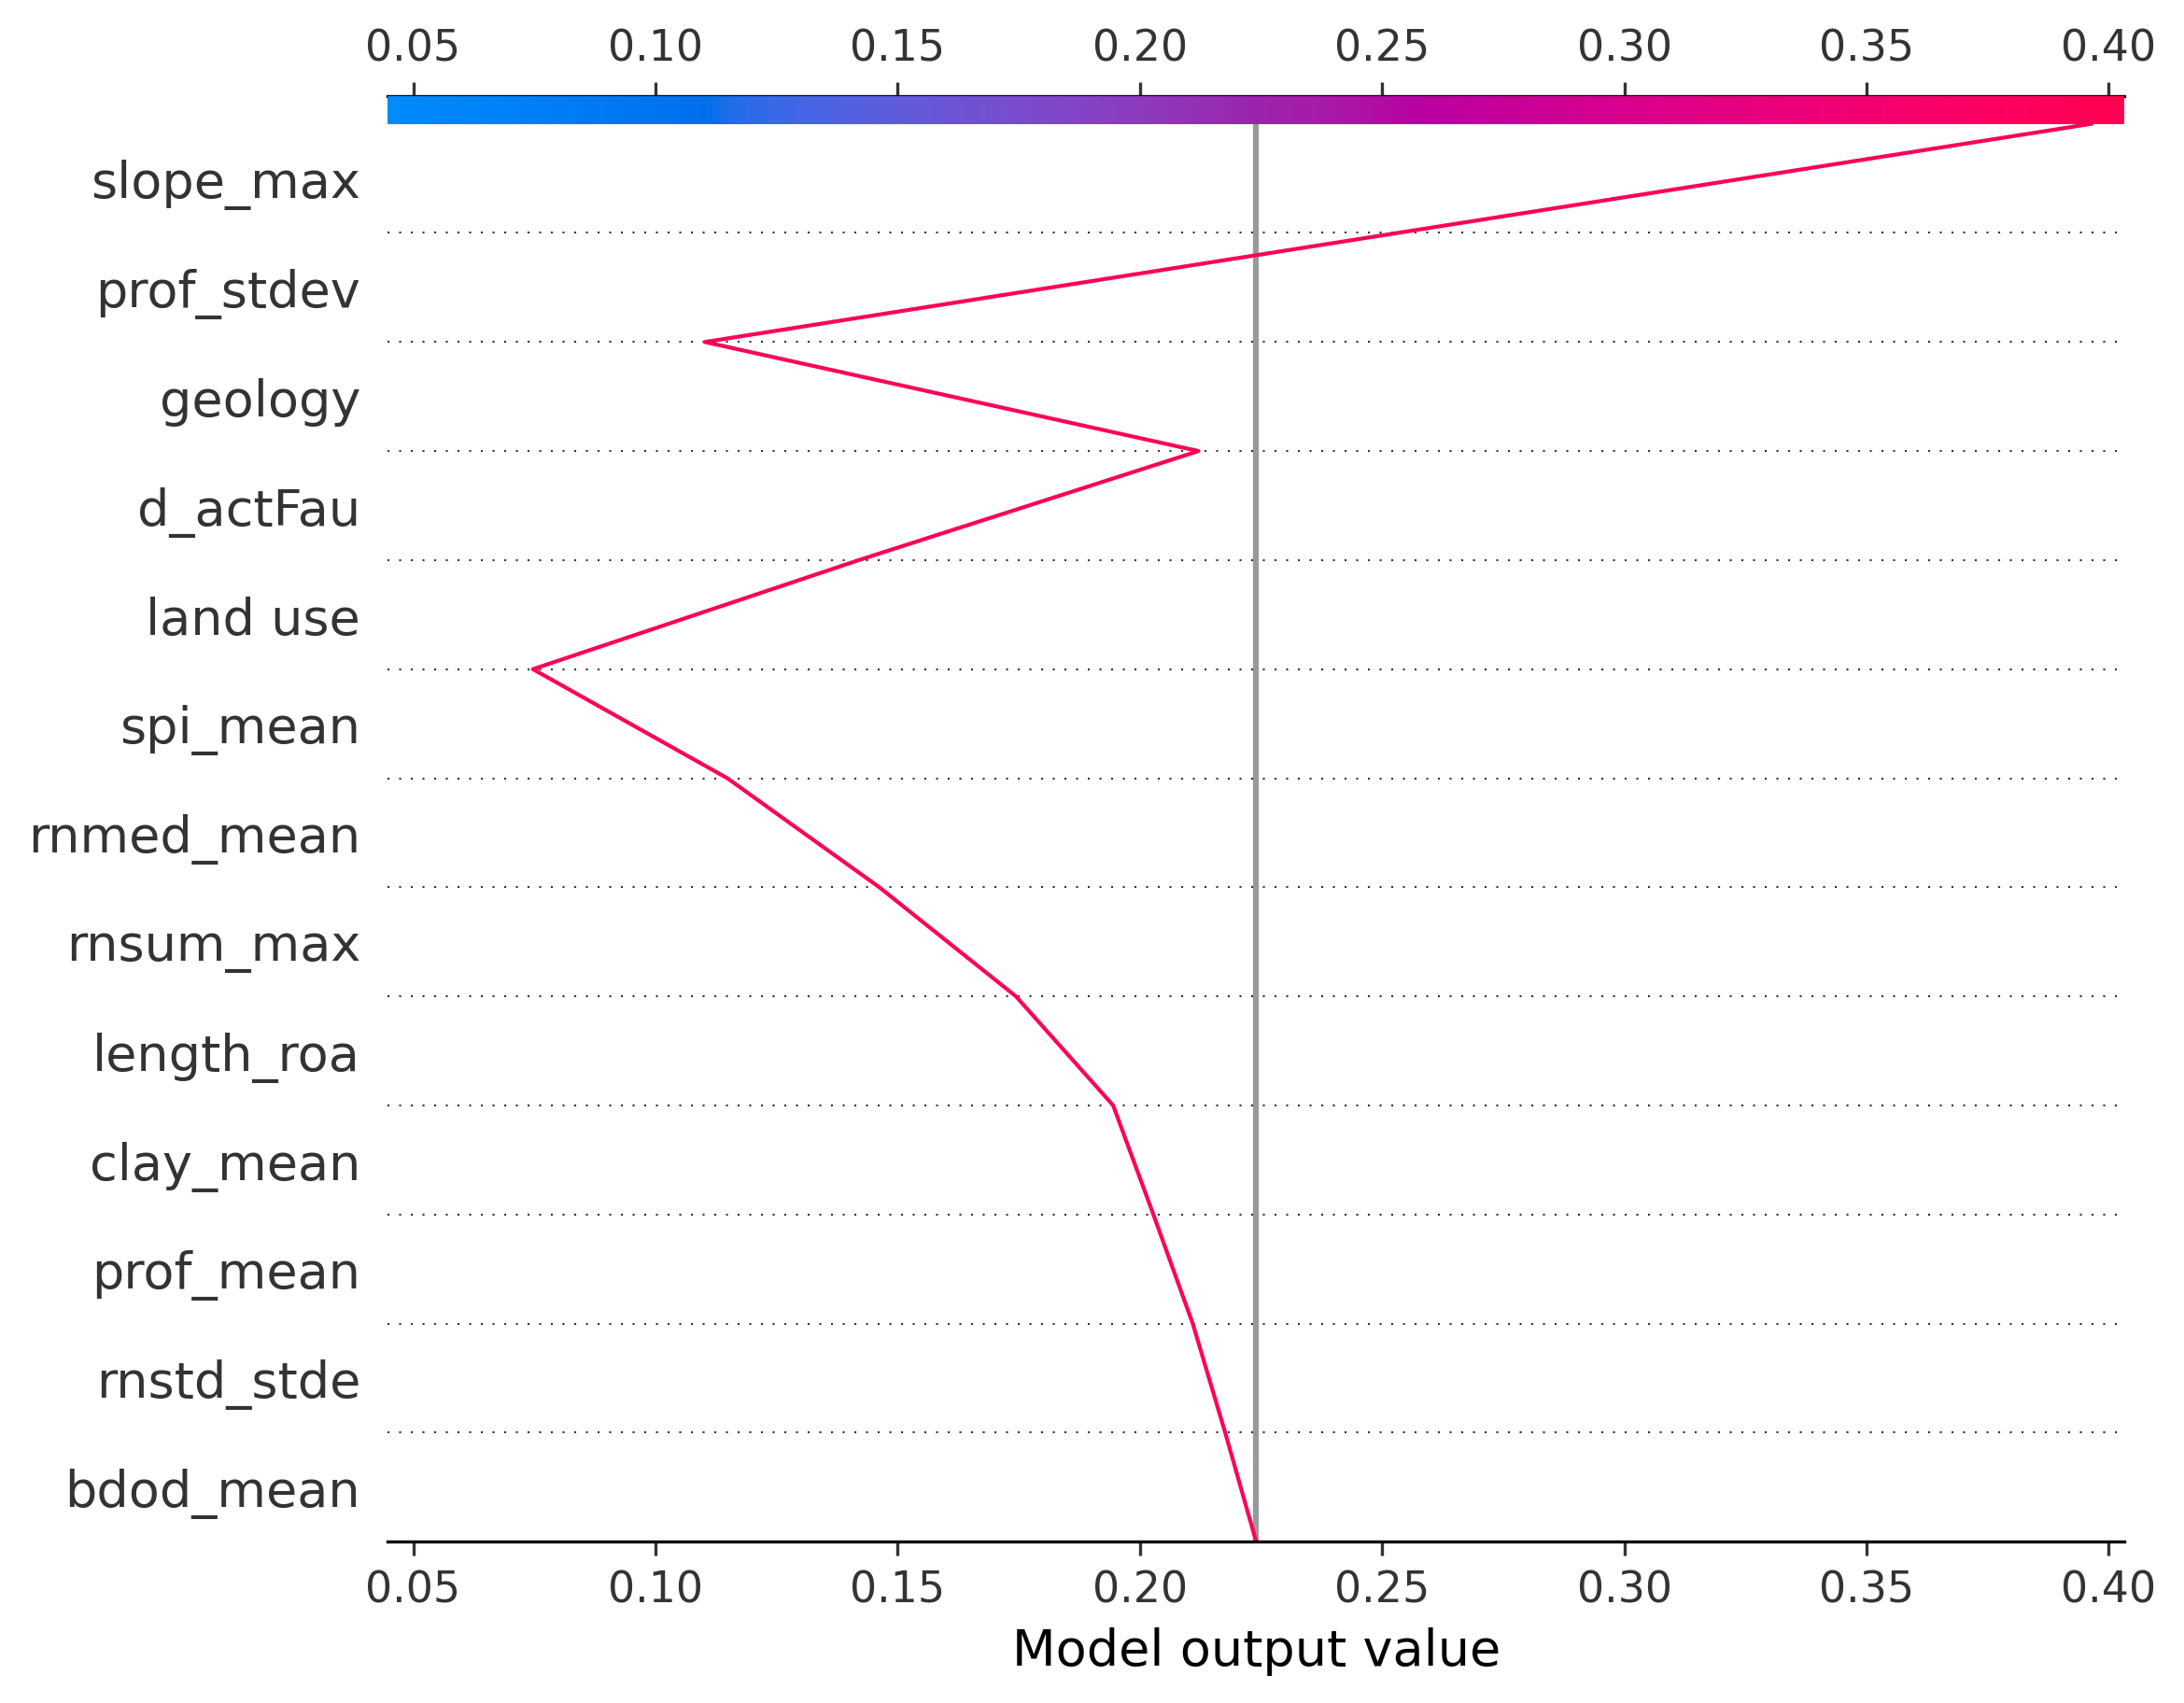 0.05 0.10 0.15 0.20 0.25 0.30 0.35 0.40
slope_max
prof_stdev
geology
d_actFau
land use
spi_mean
rnmed_mean
rnsum_max
length_roa
clay_mean
prof_mean
rnstd_stde
bdod_mean
0.05 0.10 0.15 0.20 0.25 0.30 0.35 0.40
Model output value